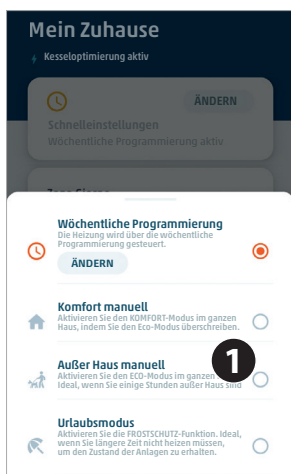 Mein Zuhause
Kesseloptimierung aktiv
ÄNDERN
Schnelleinstellungen
Wöchentliche Programmierung aktiv
Zone Giorno
Wöchentliche Programmierung
Die Heizung wird über die wöchentliche
Programmierung gesteuert.
ÄNDERN
Komfort manuell
Aktivieren Sie den KOMFORT-Modus im ganzen
Haus, indem Sie den Eco-Modus überschreiben.
Außer Haus manuell
Aktivieren Sie den ECO-Modus im ganzen
Ideal, wenn Sie einige Stunden außer Haus sind
1
Urlaubsmodus
Aktivieren Sie die FROSTSCHUTZ-Funktion. Ideal,
wenn Sie längere Zeit nicht heizen müssen,
um den Zustand der Anlagen zu erhalten.